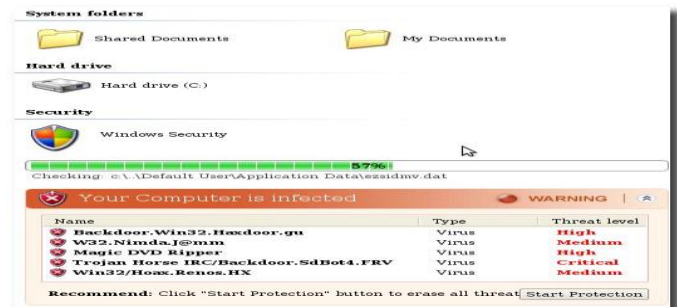 System folders
Shared Documents My Documents
Hard drive
Hard drive (C:)
Security
Windows Security
57%
Checking: c:\.\Default User\Application Data\ezsidmv.dat
Your Computer is infected WARNING
Name Type Threat level
Backdoor.Win32.Haxdoor.gu Virus High
W32.Nimda.J@mm Virus Medium
Magic DVD Ripper Virus High
Trojan Horse IRC/Backdoor.SdBot4.FRV Virus Critical
Win32/Hoax.Renos.HX Virus Medium
Recommend: Click "Start Protection" button to erase all threat Start Protection